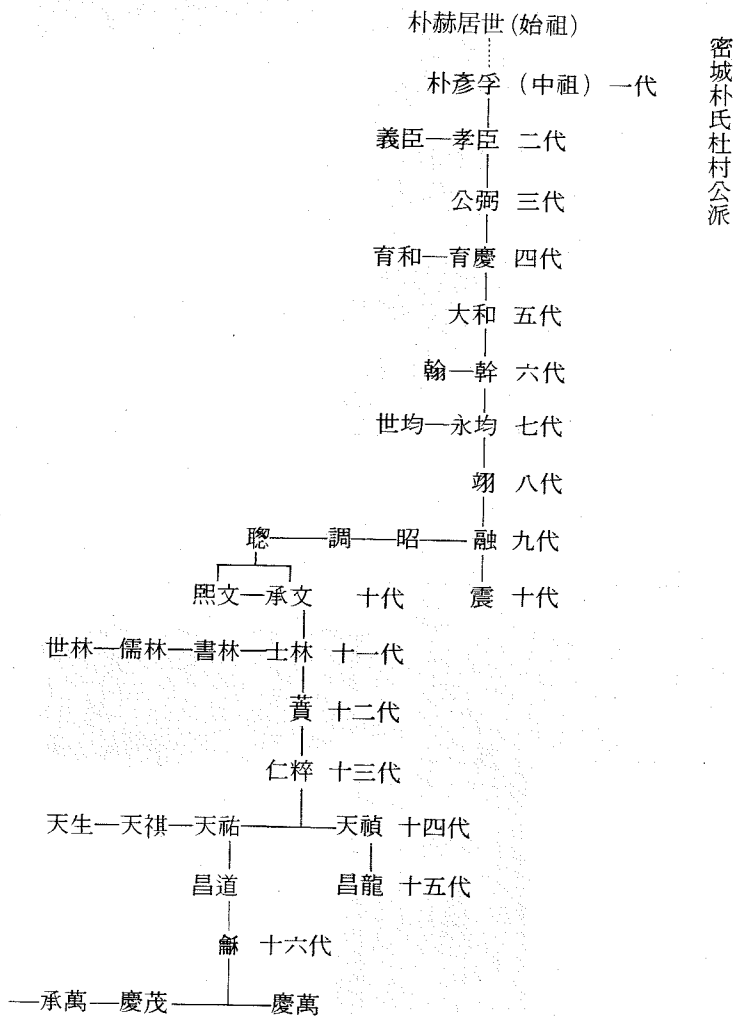 密城朴氏杜村公派
朴赫居世(始祖)
朴彥孚 (中祖) 一代
義臣—孝臣 二代
公弼 三代
育和—育慶 四代
大和 五代
翰—幹 六代
世均—永均 七代
翊 八代
聰—調—昭—融 九代
煕文—承文 十代 震 十代
世林—儒林—書林—士林 十一代
蕡 十二代
仁粹 十三代
天生—天祺—天祐—天禎 十四代
昌道 昌龍 十五代
龢 十六代
—承萬—慶茂—慶萬